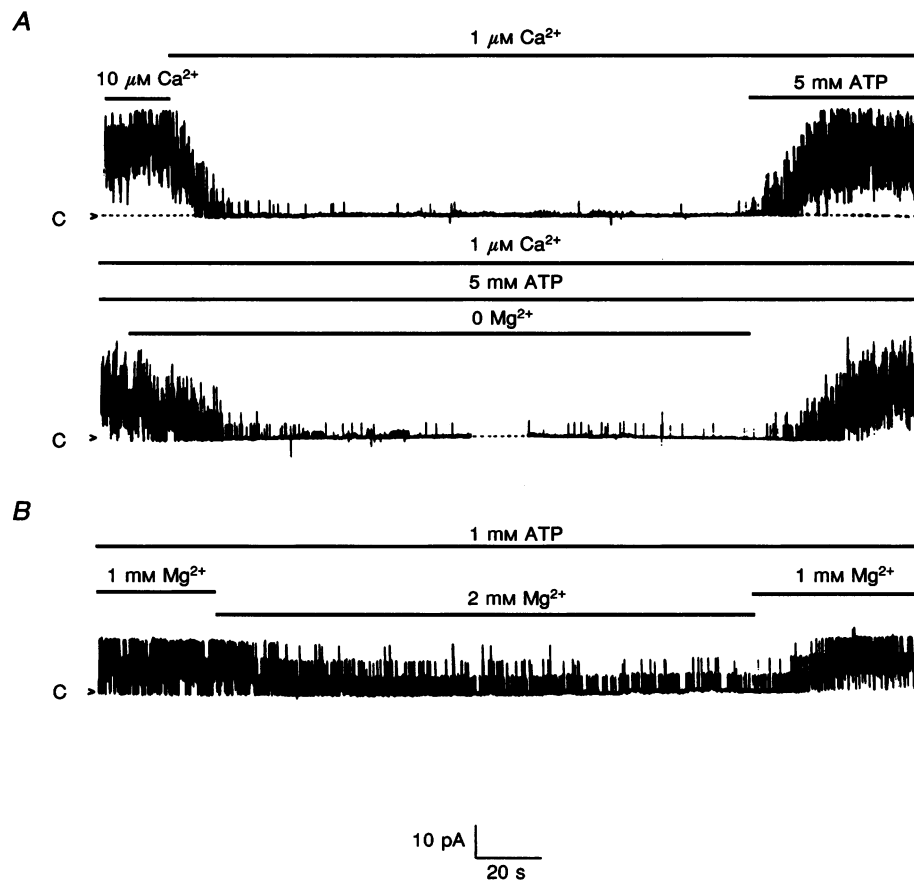 A
1 μM Ca²⁺
10 μM Ca²⁺
5 mM ATP
C >
1 μM Ca²⁺
5 mM ATP
0 Mg²⁺
C >
B
1 mM ATP
1 mM Mg²⁺
1 mM Mg²⁺
2 mM Mg²⁺
C >
10 pA
20 s